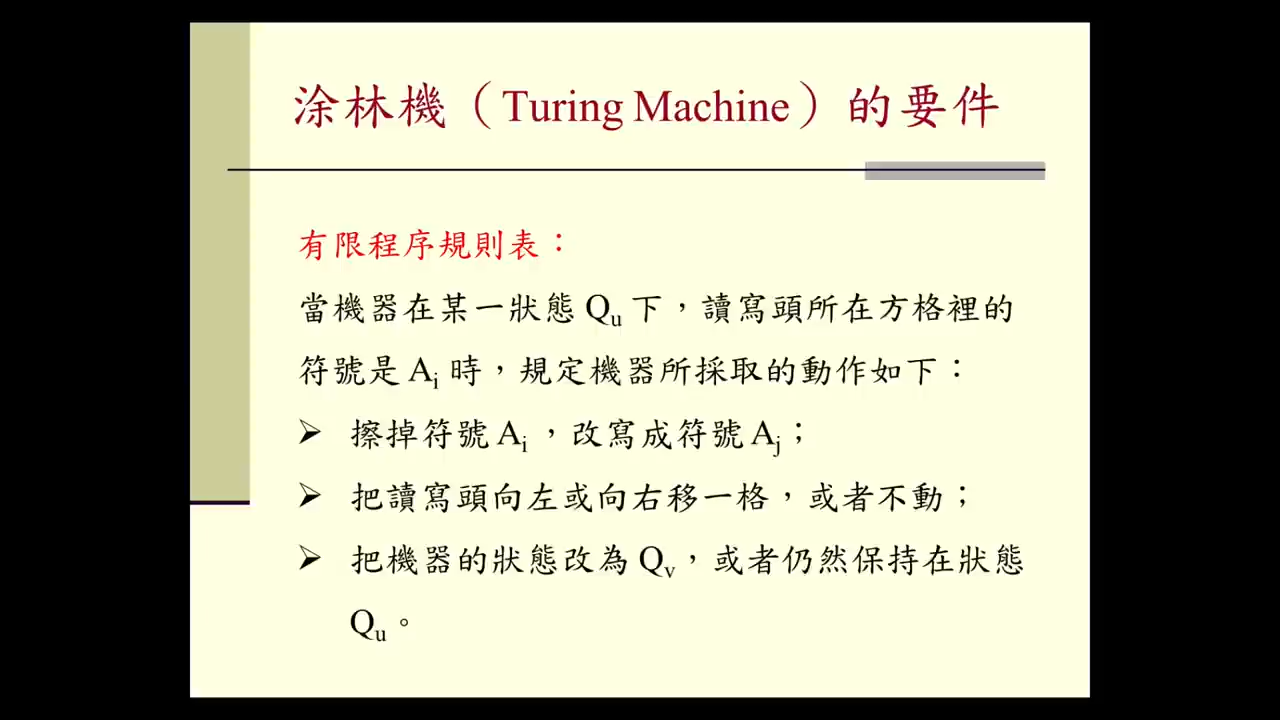 涂林機（Turing Machine）的要件
有限程序規則表：
當機器在某一狀態 Qu 下，讀寫頭所在方格裡的
符號是 Ai 時，規定機器所採取的動作如下：
➢ 擦掉符號 Ai ，改寫成符號 Aj；
➢ 把讀寫頭向左或向右移一格，或者不動；
➢ 把機器的狀態改為 Qv，或者仍然保持在狀態
Qu。